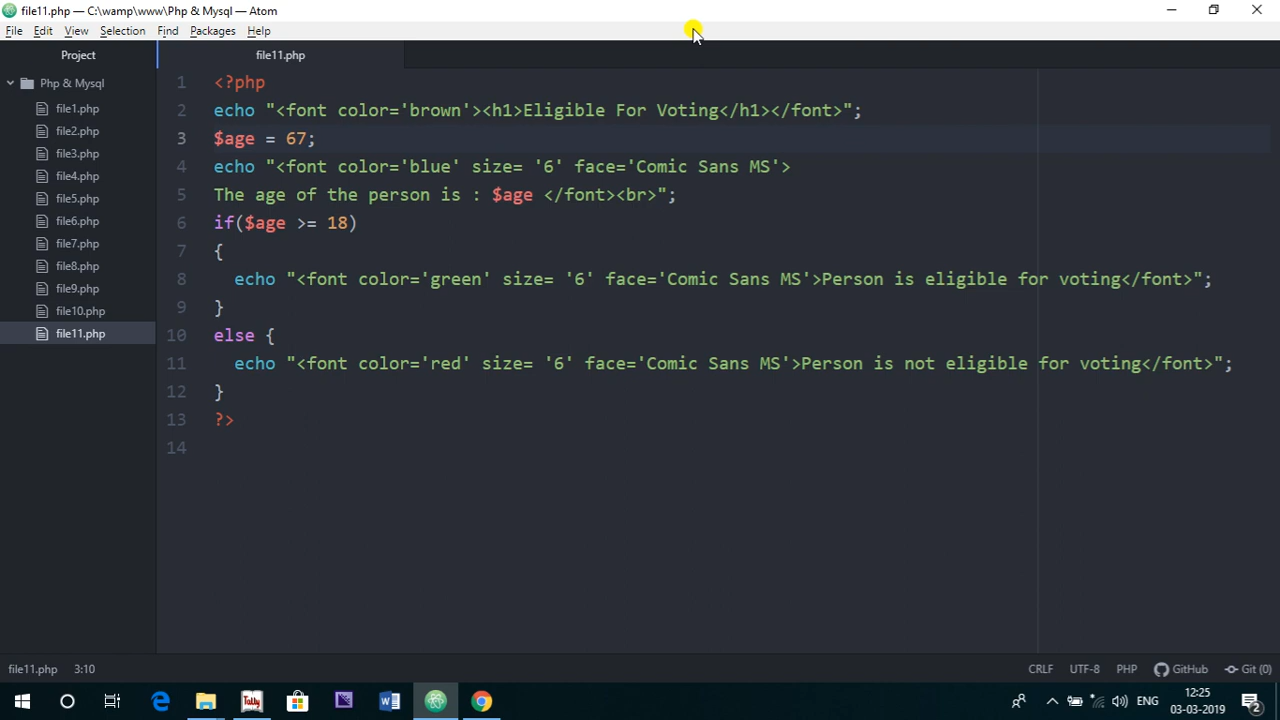 file11.php — C:\wamp\www\Php & Mysql — Atom
File Edit View Selection Find Packages Help
Project
file11.php
Php & Mysql
file1.php
file2.php
file3.php
file4.php
file5.php
file6.php
file7.php
file8.php
file9.php
file10.php
file11.php
1 <?php
2 echo "<font color='brown'><h1>Eligible For Voting</h1></font>";
3 $age = 67;
4 echo "<font color='blue' size= '6' face='Comic Sans MS'>
5 The age of the person is : $age </font><br>";
6 if($age >= 18)
7 {
8 echo "<font color='green' size= '6' face='Comic Sans MS'>Person is eligible for voting</font>";
9 }
10 else {
11 echo "<font color='red' size= '6' face='Comic Sans MS'>Person is not eligible for voting</font>";
12 }
13 ?>
14
file11.php 3:10 CRLF UTF-8 PHP GitHub Git (0)
Tally
ENG
12:25
03-03-2019
2